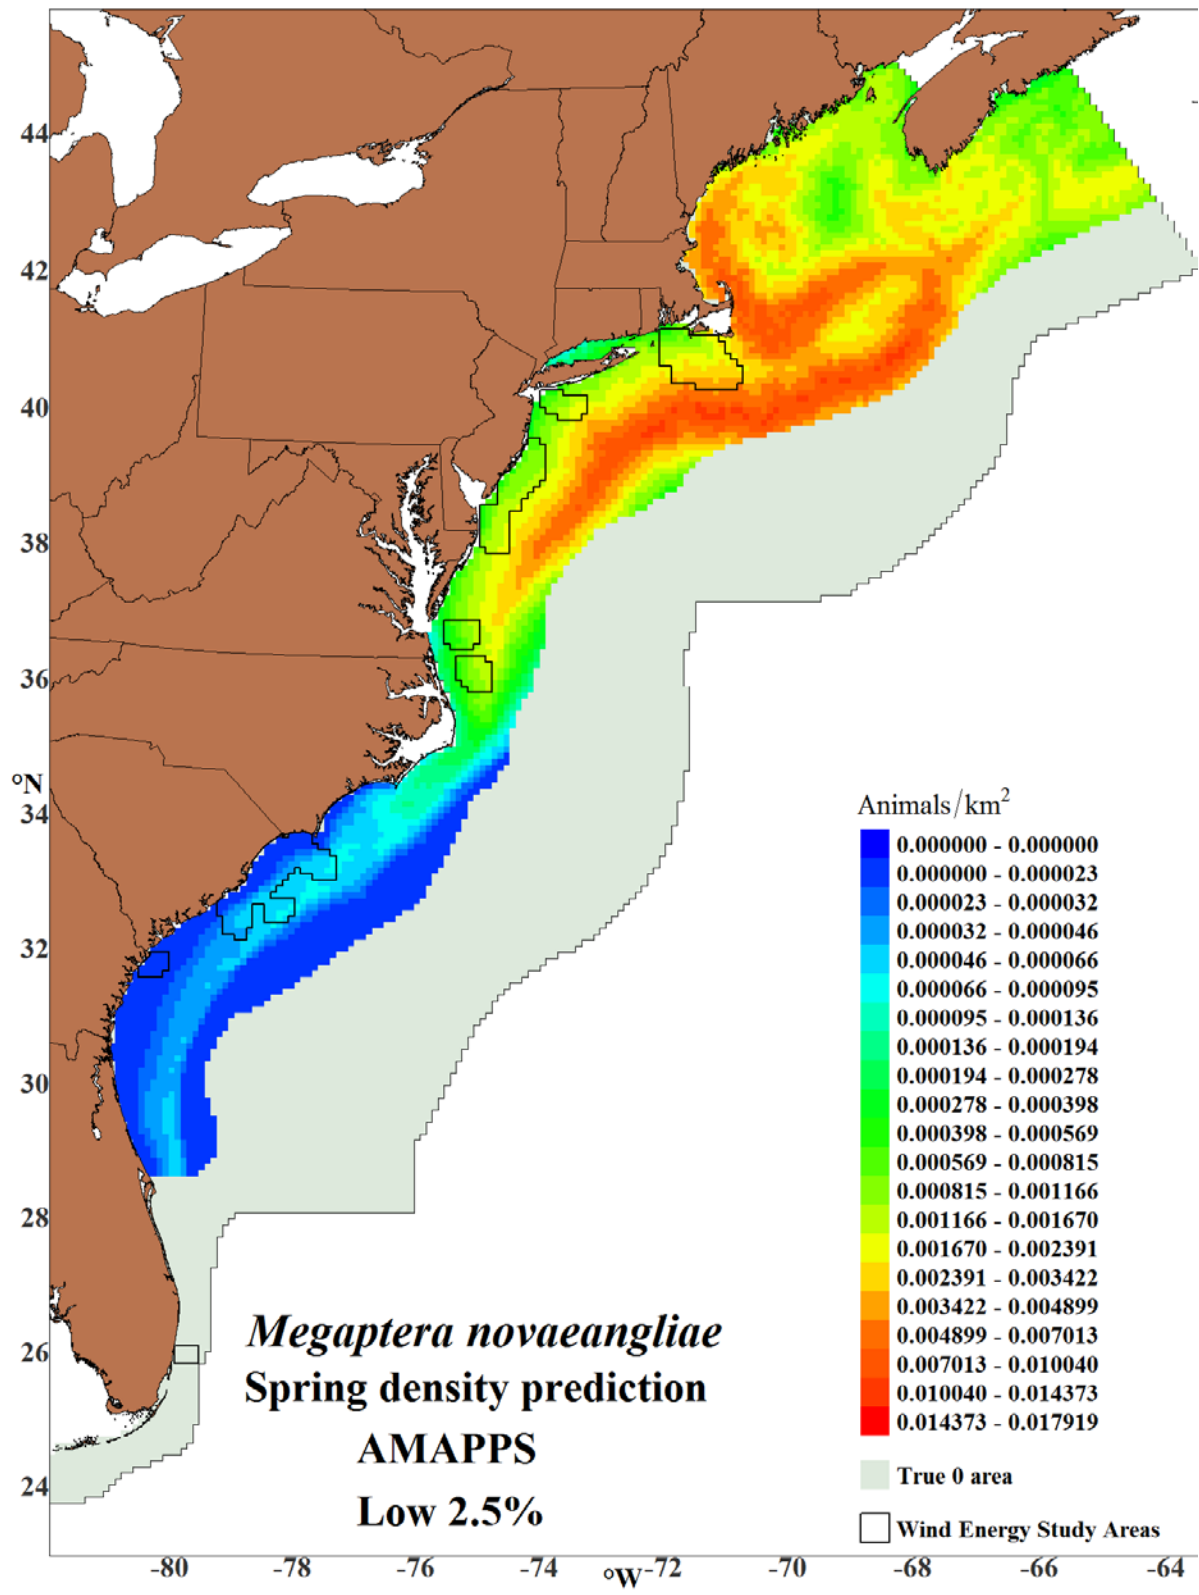 44
42
40
38
36
°N
34
32
30
28
26
24
Animals/km²
0.000000 - 0.000000
0.000000 - 0.000023
0.000023 - 0.000032
0.000032 - 0.000046
0.000046 - 0.000066
0.000066 - 0.000095
0.000095 - 0.000136
0.000136 - 0.000194
0.000194 - 0.000278
0.000278 - 0.000398
0.000398 - 0.000569
0.000569 - 0.000815
0.000815 - 0.001166
0.001166 - 0.001670
0.001670 - 0.002391
0.002391 - 0.003422
0.003422 - 0.004899
0.004899 - 0.007013
0.007013 - 0.010040
0.010040 - 0.014373
0.014373 - 0.017919
True 0 area
Wind Energy Study Areas
Megaptera novaeangliae
Spring density prediction
AMAPPS
Low 2.5%
-80 -78 -76 -74 °W -72 -70 -68 -66 -64